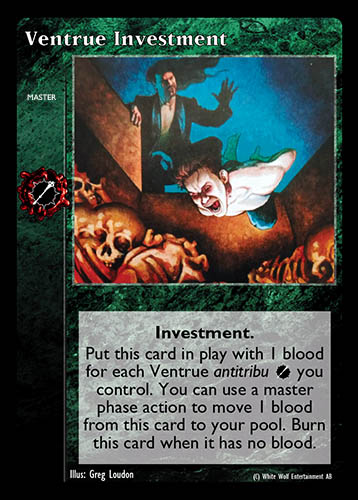 Ventrue Investment
MASTER
Investment.
Put this card in play with 1 blood
for each Ventrue antitribu you
control. You can use a master
phase action to move 1 blood
from this card to your pool. Burn
this card when it has no blood.
Illus: Greg Loudon
(C) White Wolf Entertainment AB